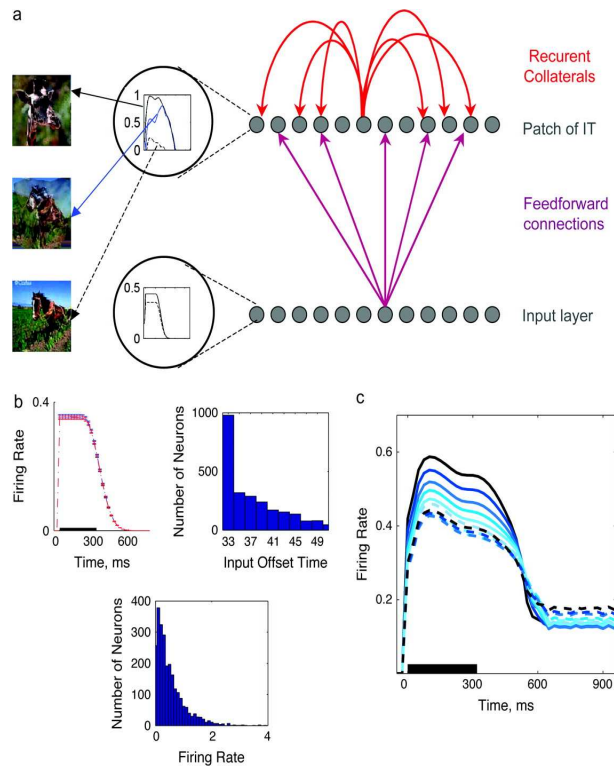 a
1
0.5
0
Recurent
Collaterals
Patch of IT
Feedforward
connections
0.5
0
Input layer
b
0.4
0
Firing Rate
300 600
Time, ms
1000
500
0
Number of Neurons
33 37 41 45 49
Input Offset Time
400
300
200
100
0
Number of Neurons
0 2 4
Firing Rate
c
0.6
0.4
0.2
Firing Rate
0 300 600 900
Time, ms